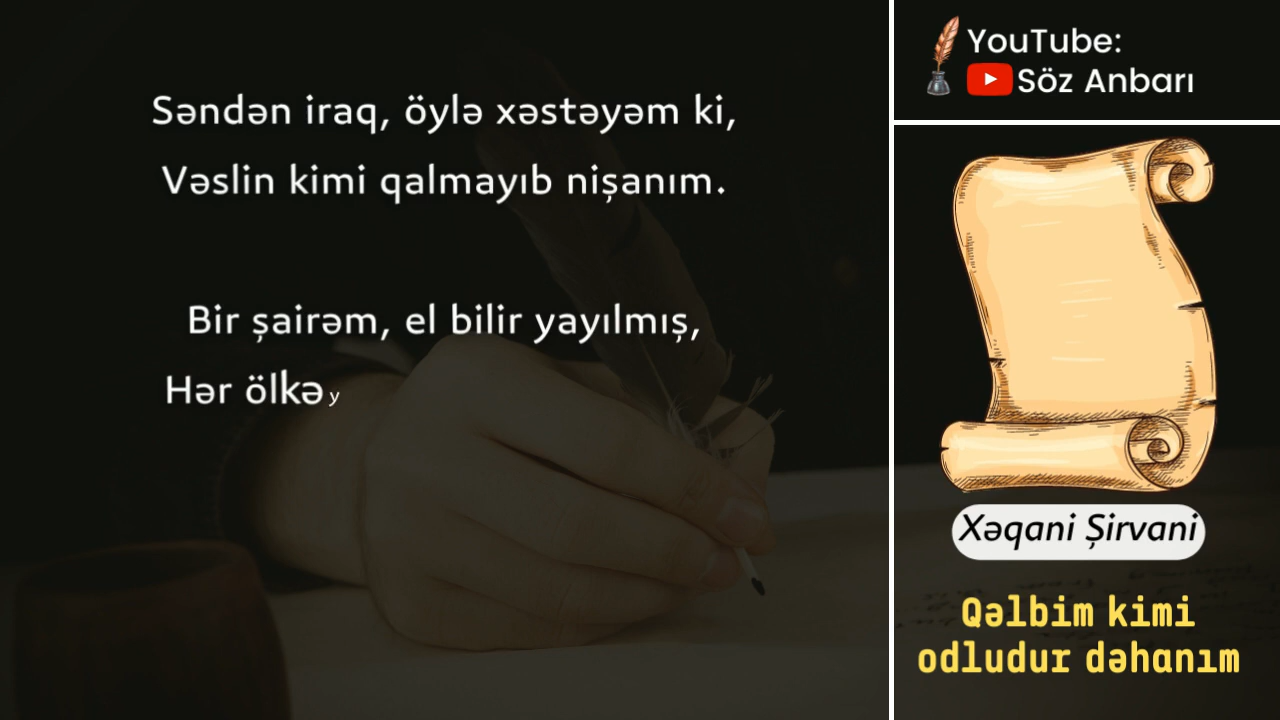 Səndən iraq, öylə xəstəyəm ki,
Vəslin kimi qalmayıb nişanım.
Bir şairəm, el bilir yayılmış,
Hər ölkəy
YouTube:
Söz Anbarı
Xəqani Şirvani
Qəlbim kimi
odludur dəhanım